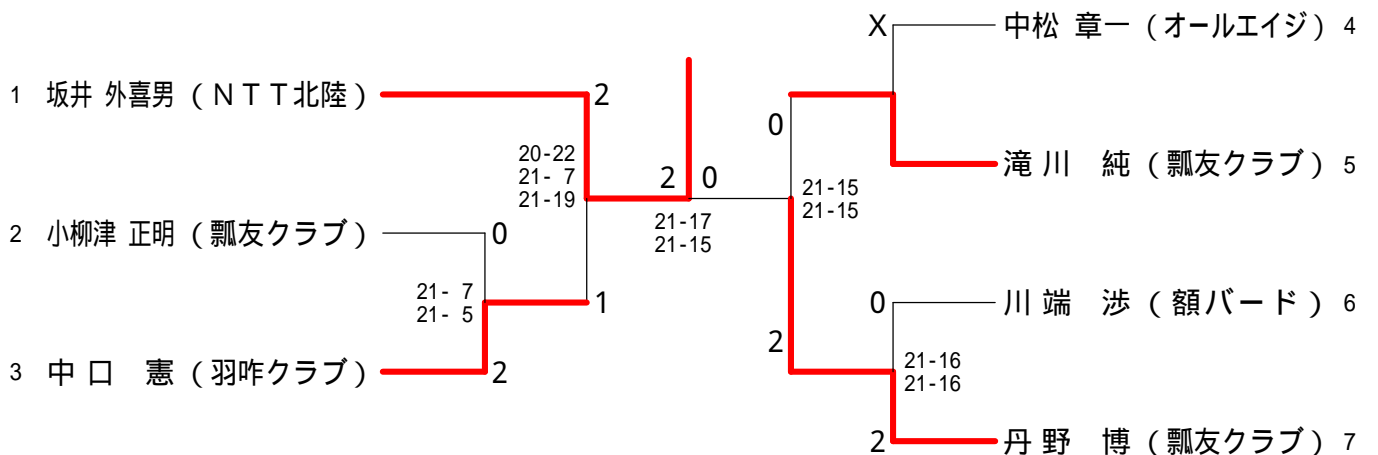 X 中松 章一 (オールエイジ) 4
1 坂井 外喜男 (NTT北陸) 2
0
20-22
21- 7
21-19
2 0
21-17
21-15
21-15
21-15
滝川 純 (瓢友クラブ) 5
2 小柳津 正明 (瓢友クラブ) 0
21- 7
21- 5
1
0 川端 渉 (額バード) 6
2
3 中口 憲 (羽咋クラブ) 2
21-16
21-16
2 丹野 博 (瓢友クラブ) 7